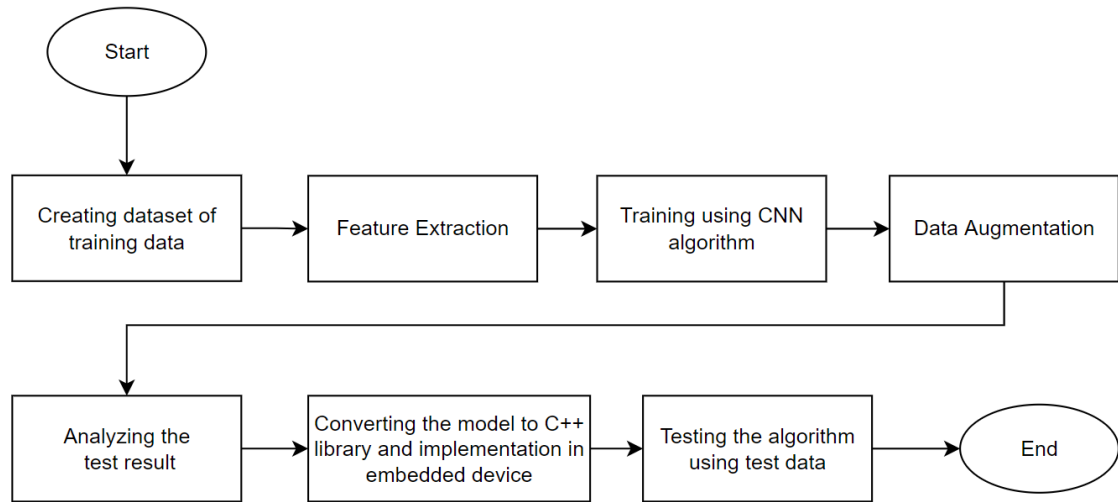 Start
Creating dataset of
training data
Feature Extraction
Training using CNN
algorithm
Data Augmentation
Analyzing the
test result
Converting the model to C++
library and implementation in
embedded device
Testing the algorithm
using test data
End